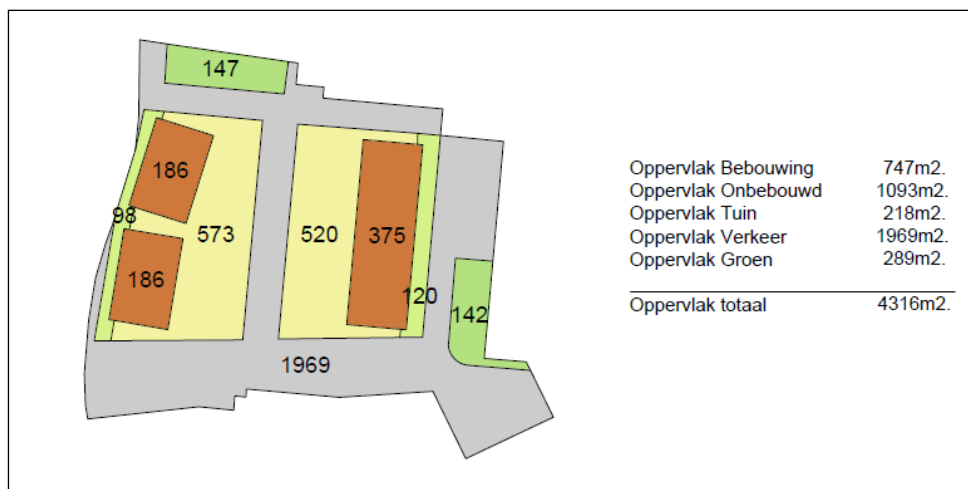 147
186
98
573
520
375
186
120
142
1969
Oppervlak Bebouwing 747m2.
Oppervlak Onbebouwd 1093m2.
Oppervlak Tuin 218m2.
Oppervlak Verkeer 1969m2.
Oppervlak Groen 289m2.
Oppervlak totaal 4316m2.